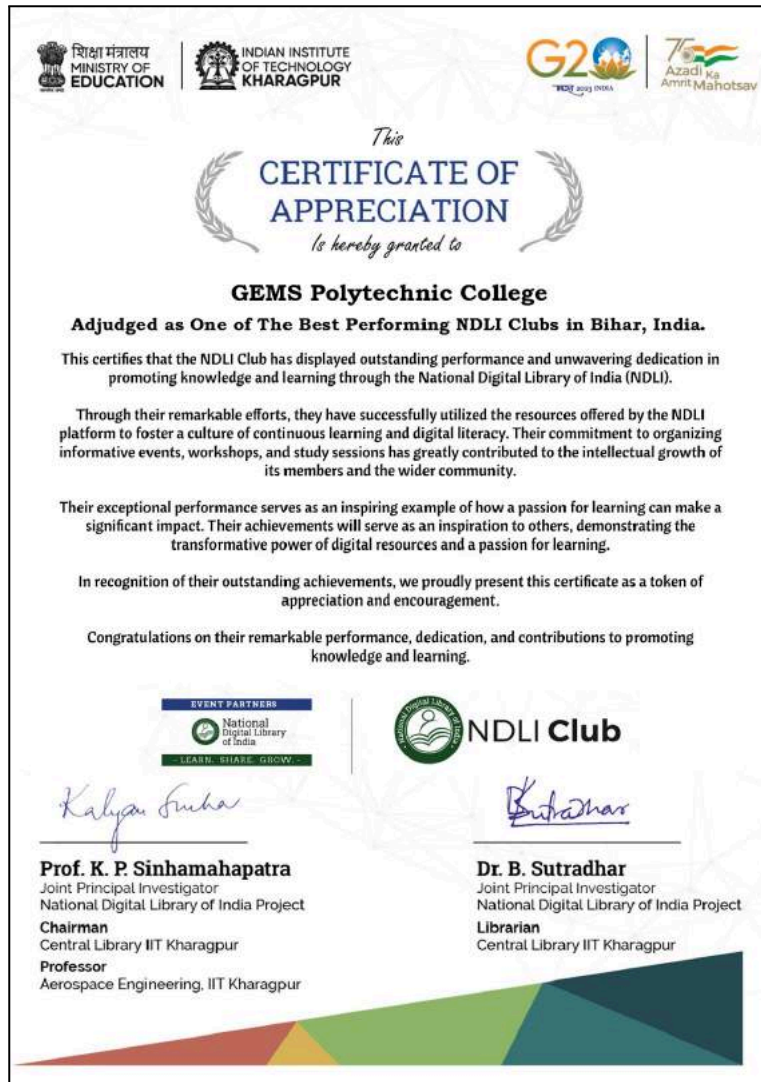 शिक्षा मंत्रालय
MINISTRY OF
EDUCATION
INDIAN INSTITUTE
OF TECHNOLOGY
KHARAGPUR
G20
भारत 2023 INDIA
75
Azadi Ka
Amrit Mahotsav
This
CERTIFICATE OF
APPRECIATION
Is hereby granted to
GEMS Polytechnic College
Adjudged as One of The Best Performing NDLI Clubs in Bihar, India.
This certifies that the NDLI Club has displayed outstanding performance and unwavering dedication in
promoting knowledge and learning through the National Digital Library of India (NDLI).
Through their remarkable efforts, they have successfully utilized the resources offered by the NDLI
platform to foster a culture of continuous learning and digital literacy. Their commitment to organizing
informative events, workshops, and study sessions has greatly contributed to the intellectual growth of
its members and the wider community.
Their exceptional performance serves as an inspiring example of how a passion for learning can make a
significant impact. Their achievements will serve as an inspiration to others, demonstrating the
transformative power of digital resources and a passion for learning.
In recognition of their outstanding achievements, we proudly present this certificate as a token of
appreciation and encouragement.
Congratulations on their remarkable performance, dedication, and contributions to promoting
knowledge and learning.
EVENT PARTNERS
National
Digital Library
of India
- LEARN. SHARE. GROW. -
National Digital Library of India
NDLI Club
Kalyan Sinha
BSutradhar
Prof. K. P. Sinhamahapatra
Joint Principal Investigator
National Digital Library of India Project
Chairman
Central Library IIT Kharagpur
Professor
Aerospace Engineering, IIT Kharagpur
Dr. B. Sutradhar
Joint Principal Investigator
National Digital Library of India Project
Librarian
Central Library IIT Kharagpur